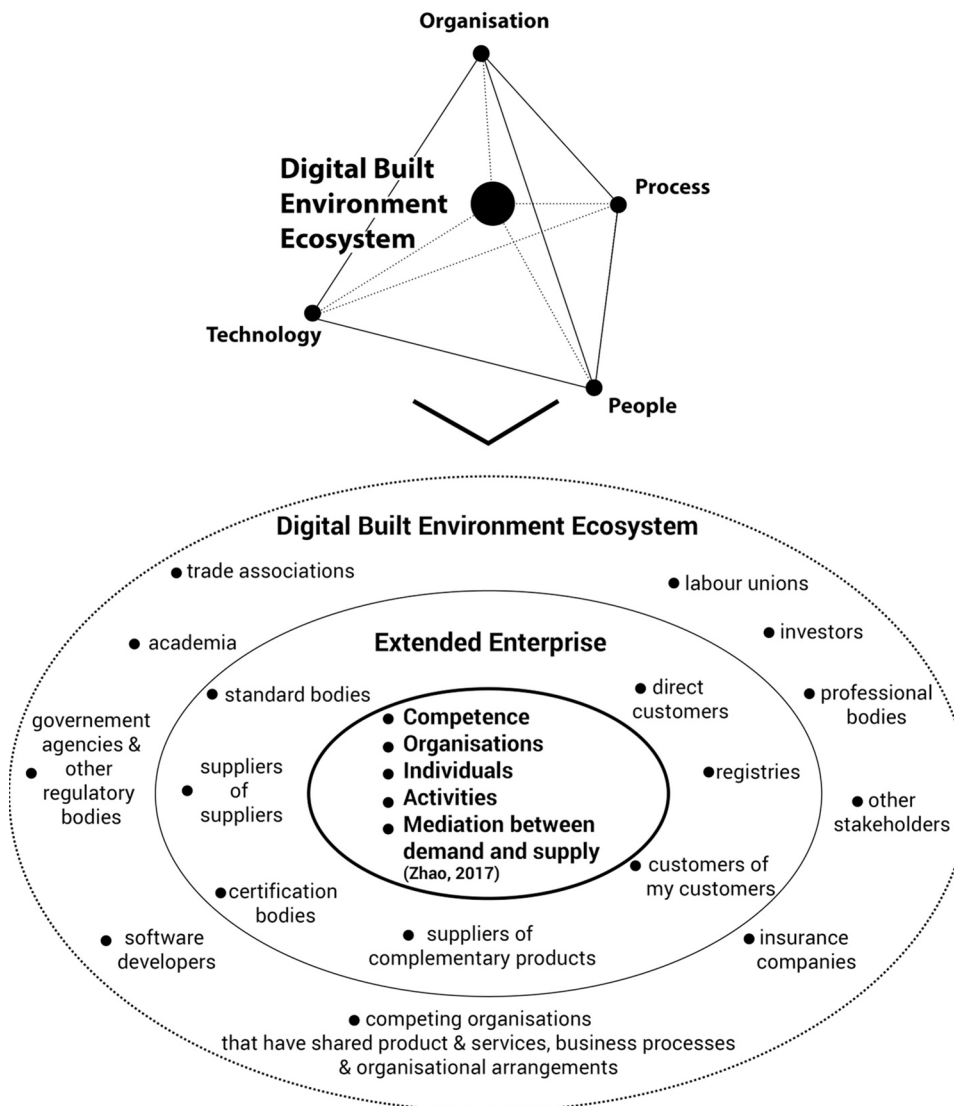 Organisation
Digital Built
Environment
Ecosystem
Process
Technology
People
Digital Built Environment Ecosystem
trade associations
labour unions
academia
investors
Extended Enterprise
standard bodies
direct
customers
professional
bodies
governement
agencies &
other
regulatory
bodies
suppliers
of
suppliers
Competence
Organisations
Individuals
Activities
Mediation between
demand and supply
(Zhao, 2017)
registries
other
stakeholders
customers of
my customers
certification
bodies
software
developers
suppliers of
complementary products
insurance
companies
competing organisations
that have shared product & services, business processes
& organisational arrangements